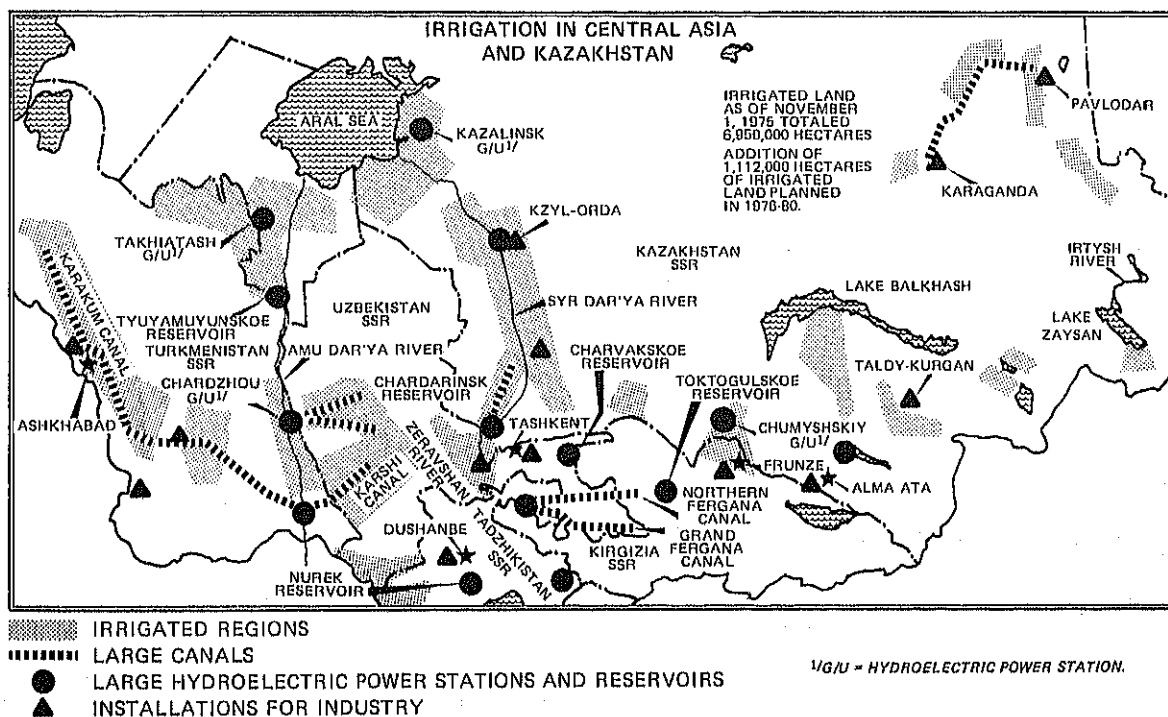 IRRIGATION IN CENTRAL ASIA
AND KAZAKHSTAN
IRRIGATED LAND
AS OF NOVEMBER
1, 1975 TOTALED
6,950,000 HECTARES
ADDITION OF
1,112,000 HECTARES
OF IRRIGATED
LAND PLANNED
IN 1976-80.
PAVLODAR
KARAGANDA
ARAL SEA
KAZALINSK
G/U1/
TAKHIATASH
G/U1/
KZYL-ORDA
KAZAKHSTAN
SSR
IRTYSH
RIVER
LAKE BALKHASH
LAKE
ZAYSAN
KARAKUM CANAL
UZBEKISTAN
SSR
SYR DAR'YA RIVER
TYUYAMUYUNSKOE
RESERVOIR
TURKMENISTAN
SSR
AMU DAR'YA RIVER
CHARDZHOU
G/U1/
CHARDARINSK
RESERVOIR
CHARVAKSKOE
RESERVOIR
TOKTOGULSKOE
RESERVOIR
TALDY-KURGAN
ASHKHABAD
TASHKENT
CHUMYSHSKIY
G/U1/
ZERAVSHAN
RIVER
KARSHI
CANAL
FRUNZE
ALMA ATA
NORTHERN
FERGANA
CANAL
GRAND
FERGANA
CANAL
DUSHANBE
TADZHIKISTAN
SSR
KIRGIZIA
SSR
NUREK
RESERVOIR
IRRIGATED REGIONS
LARGE CANALS
LARGE HYDROELECTRIC POWER STATIONS AND RESERVOIRS
INSTALLATIONS FOR INDUSTRY
1/G/U = HYDROELECTRIC POWER STATION.